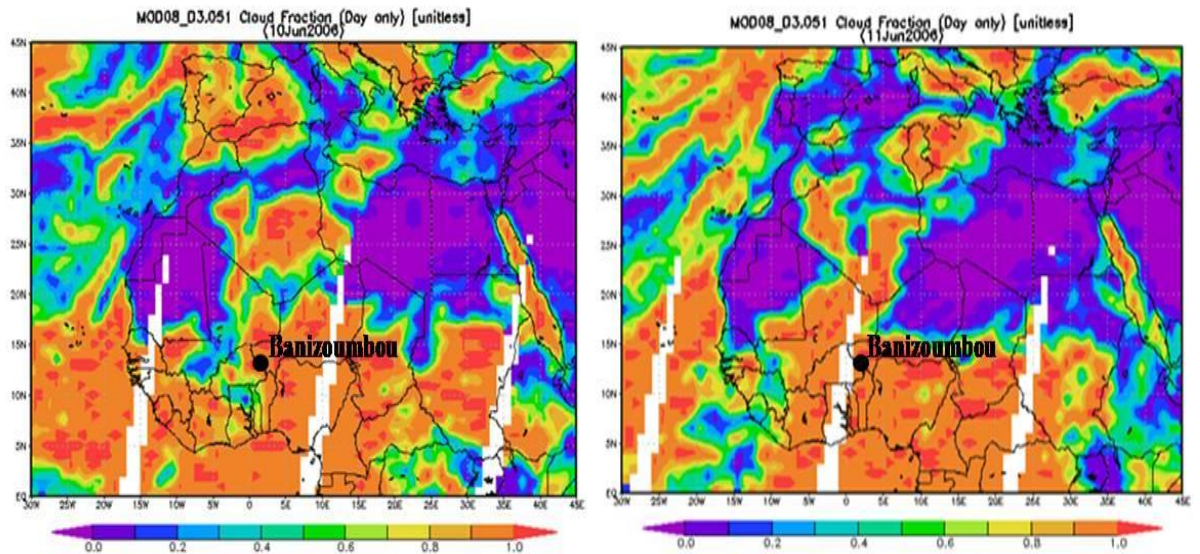 MOD08_D3.051 Cloud Fraction (Day only) [unitless]
(10Jun2006)
45N
40N
35N
30N
25N
20N
15N
10N
5N
EQ
Banizoumbou
30W 25W 20W 15W 10W 5W 0 5E 10E 15E 20E 25E 30E 35E 40E 45E
0.0 0.2 0.4 0.6 0.8 1.0
MOD08_D3.051 Cloud Fraction (Day only) [unitless]
(11Jun2006)
45N
40N
35N
30N
25N
20N
15N
10N
5N
EQ
Banizoumbou
30W 25W 20W 15W 10W 5W 0 5E 10E 15E 20E 25E 30E 35E 40E 45E
0.0 0.2 0.4 0.6 0.8 1.0